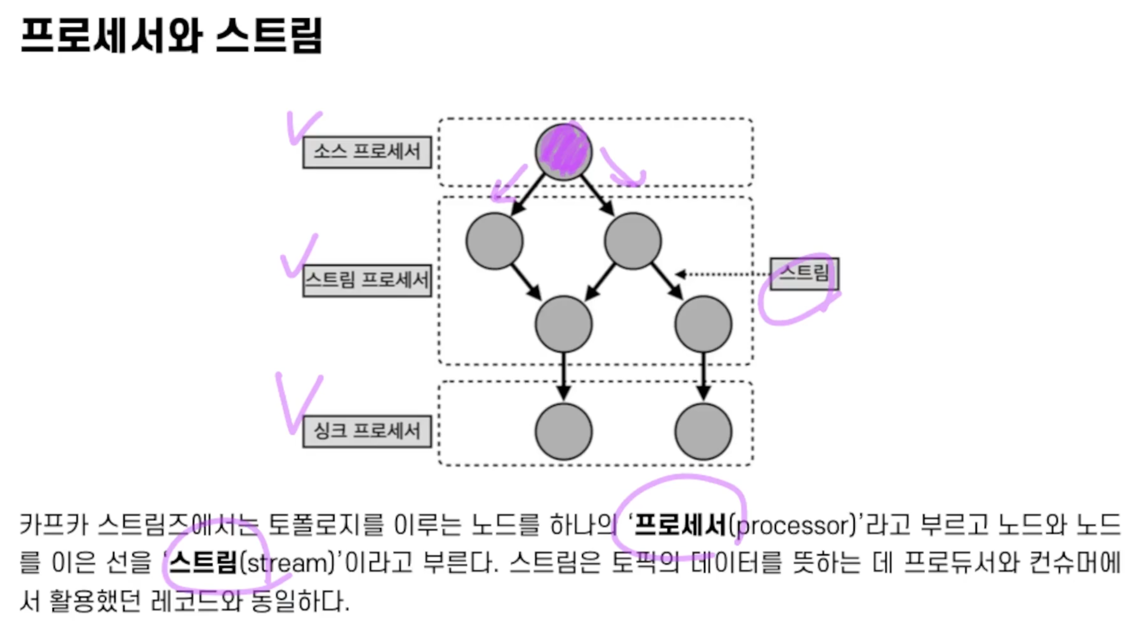 프로세서와 스트림
소스 프로세서
스트림 프로세서
스트림
싱크 프로세서
카프카 스트림즈에서는 토폴로지를 이루는 노드를 하나의 ‘프로세서(processor)’라고 부르고 노드와 노드
를 이은 선을 ‘스트림(stream)’이라고 부른다. 스트림은 토픽의 데이터를 뜻하는 데 프로듀서와 컨슈머에
서 활용했던 레코드와 동일하다.